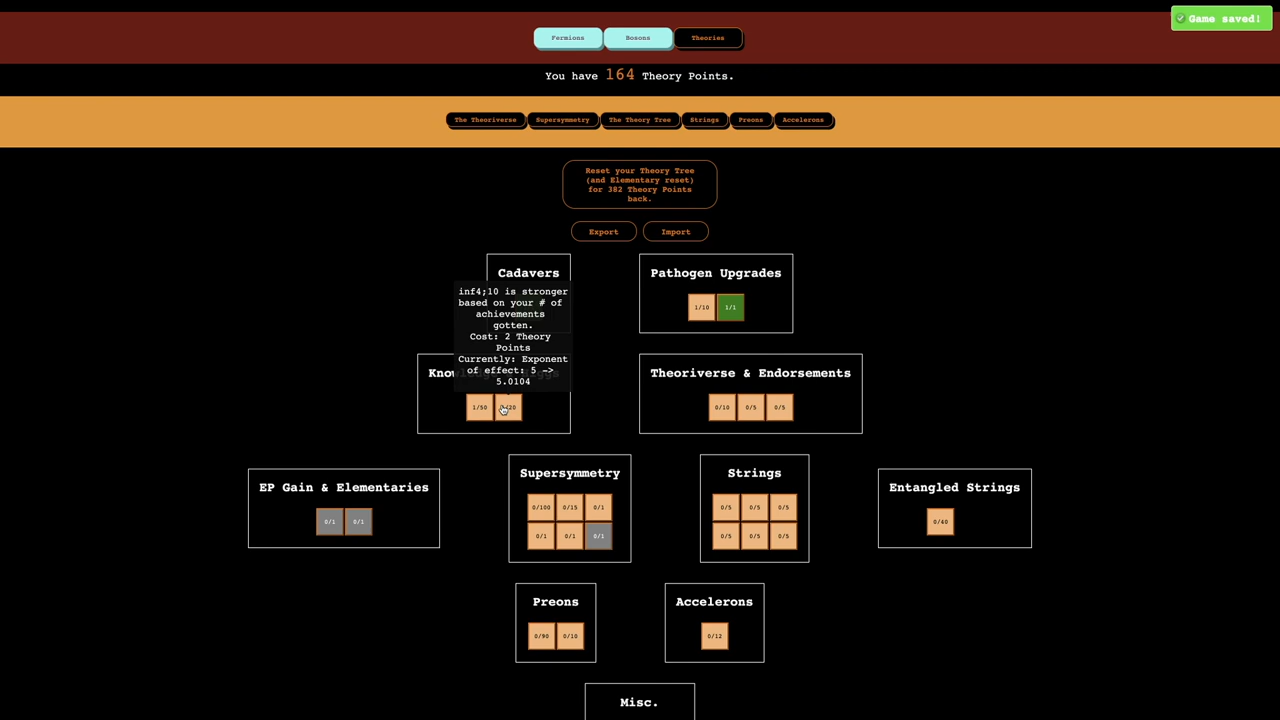 Game saved!
Fermions Bosons Theories
You have 164 Theory Points.
The Theoriverse Supersymmetry The Theory Tree Strings Preons Accelerons
Reset your Theory Tree
(and Elementary reset)
for 382 Theory Points
back.
Export Import
Cadavers
Pathogen Upgrades
inf4;10 is stronger
based on your # of
achievements
gotten.
Cost: 2 Theory
Points
Currently: Exponent
of effect: 5 ->
5.0104
1/10 1/1
Theoriverse & Endorsements
1/50
0/10 0/5 0/5
EP Gain & Elementaries
0/1 0/1
Supersymmetry
0/100 0/15 0/1
0/1 0/1 0/1
Strings
0/5 0/5 0/5
0/5 0/5 0/5
Entangled Strings
0/40
Preons
0/90 0/10
Accelerons
0/12
Misc.